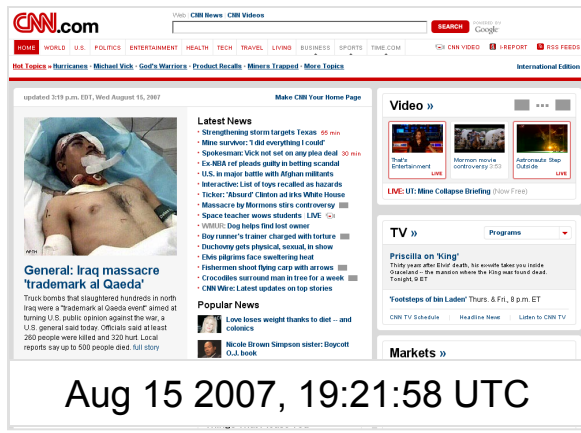 CNN.com
Web | CNN News | CNN Videos
SEARCH
POWERED BY Google
HOME WORLD U.S. POLITICS ENTERTAINMENT HEALTH TECH TRAVEL LIVING BUSINESS SPORTS TIME.COM
CNN VIDEO I-REPORT RSS FEEDS
Hot Topics » Hurricanes · Michael Vick · God's Warriors · Product Recalls · Miners Trapped · More Topics
International Edition
updated 3:19 p.m. EDT, Wed August 15, 2007
Make CNN Your Home Page
General: Iraq massacre
'trademark al Qaeda'
Truck bombs that slaughtered hundreds in north
Iraq were a "trademark al Qaeda event" aimed at
turning U.S. public opinion against the war, a
U.S. general said today. Officials said at least
260 people were killed and 320 hurt. Local
reports say up to 500 people died. full story
Latest News
· Strengthening storm targets Texas 55 min
· Mine survivor: 'I did everything I could'
· Spokesman: Vick not set on any plea deal 30 min
· Ex-NBA ref pleads guilty in betting scandal
· U.S. in major battle with Afghan militants
· Interactive: List of toys recalled as hazards
· Ticker: 'Absurd' Clinton ad irks White House
· Massacre by Mormons stirs controversy
· Space teacher wows students | LIVE
· WMUR: Dog helps find lost owner
· Boy runner's trainer charged with torture
· Duchovny gets physical, sexual, in show
· Elvis pilgrims face sweltering heat
· Fishermen shoot flying carp with arrows
· Crocodiles surround man in tree for a week
· CNN Wire: Latest updates on top stories
Popular News
Love loses weight thanks to diet -- and
colonics
Nicole Brown Simpson sister: Boycott
O.J. book
Video »
That's
Entertainment
LIVE
Mormon movie
controversy 3:53
Astronauts Step
Outside
LIVE
LIVE: UT: Mine Collapse Briefing (Now Free)
TV »
Programs
Priscilla on 'King'
Thirty years after Elvis' death, his ex-wife takes you inside
Graceland -- the mansion where the King was found dead.
Tonight, 9 ET
'Footsteps of bin Laden' Thurs. & Fri., 8 p.m. ET
CNN TV Schedule | Headline News | Listen to CNN TV
Markets »
Aug 15 2007, 19:21:58 UTC